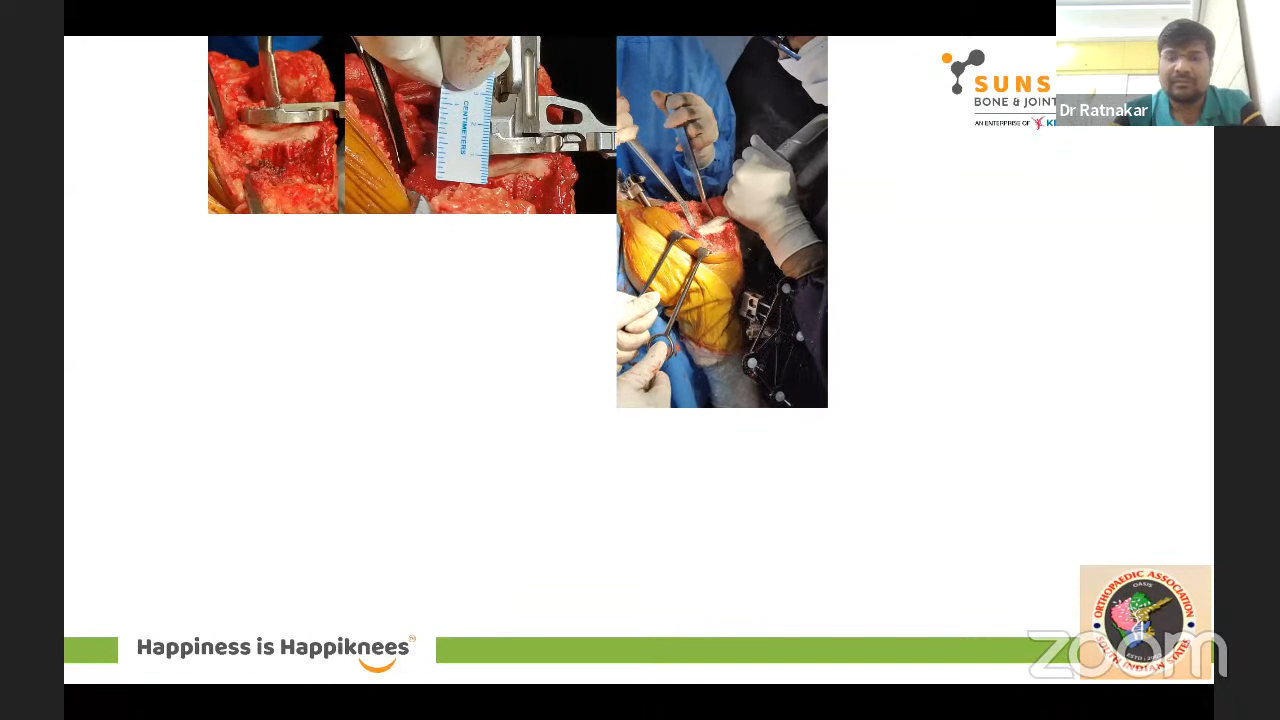 CENTIMETERS
SUNS
BONE & JOINT
AN ENTERPRISE OF
Dr Ratnakar
Happiness is Happiknees
ORTHOPAEDIC ASSOCIATION
OASIS
SOUTH INDIAN STATES
zoom